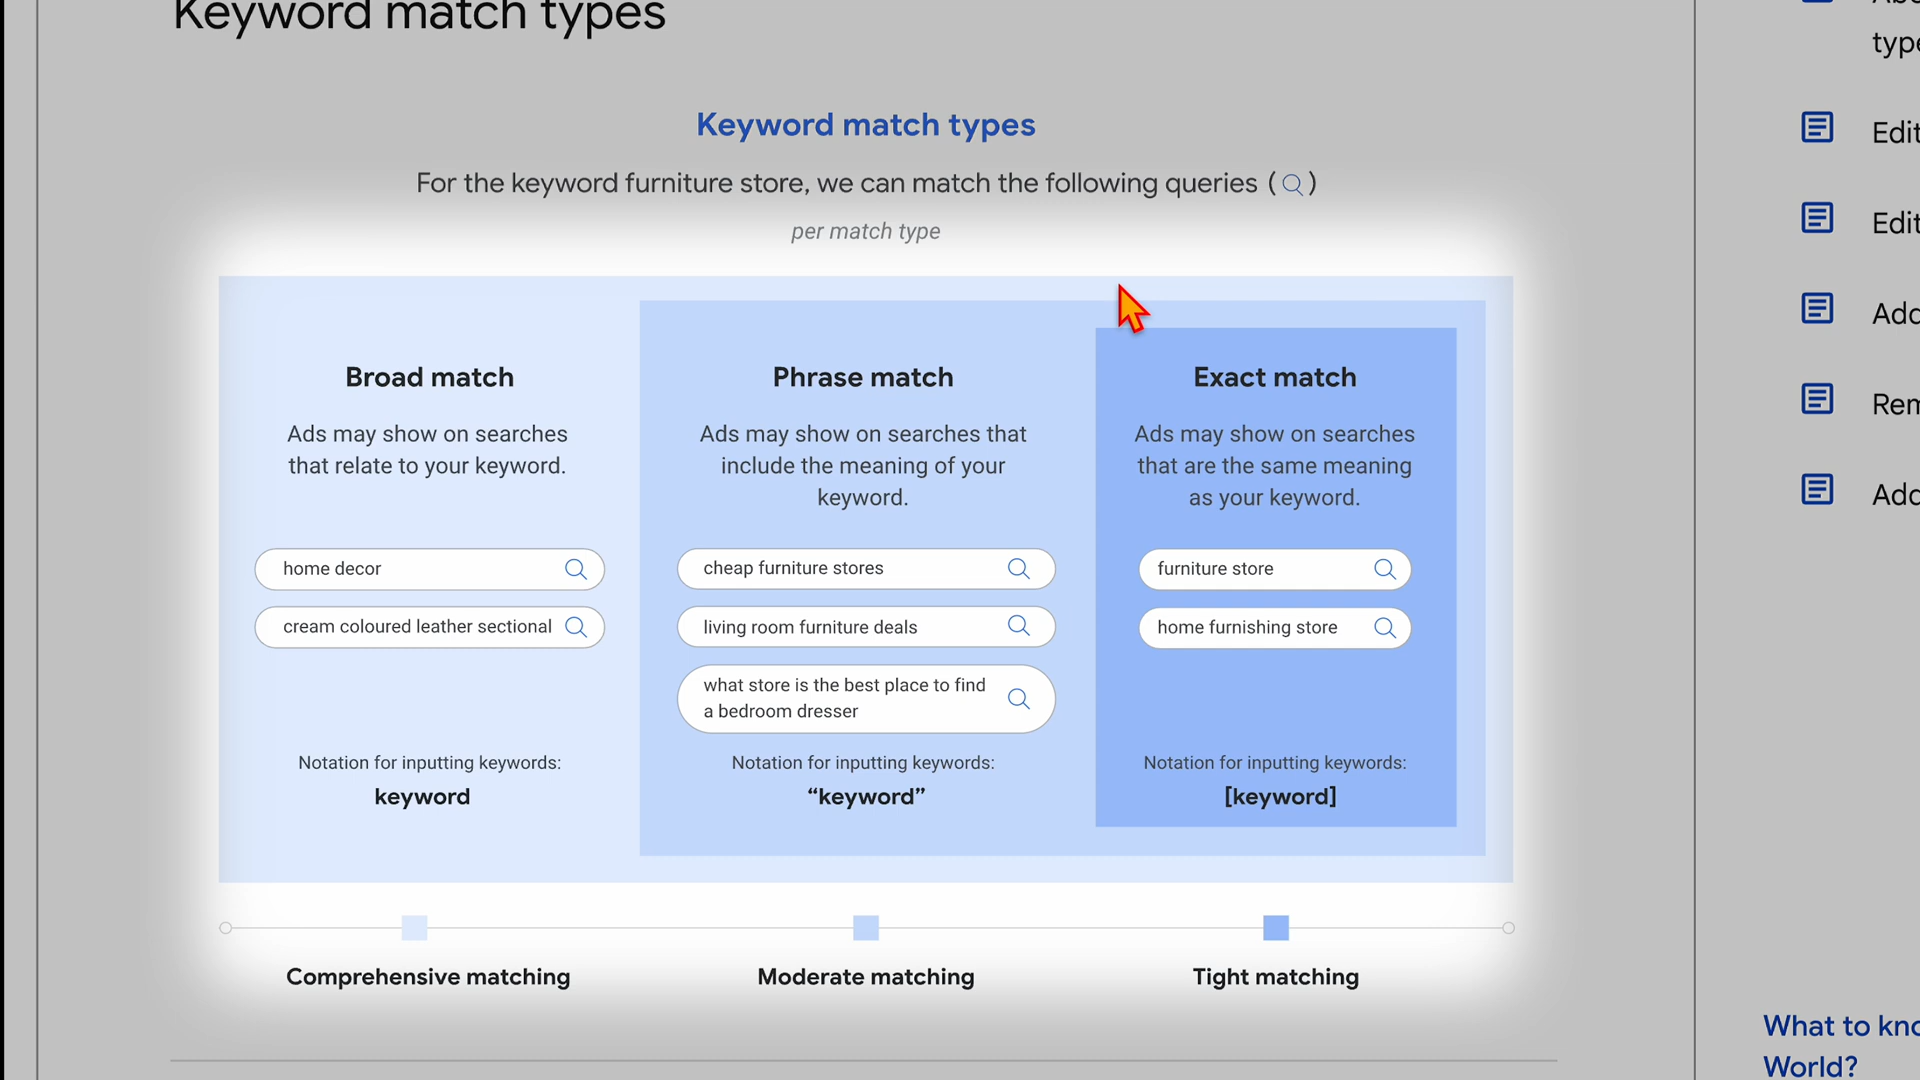 Keyword match types
Keyword match types
For the keyword furniture store, we can match the following queries ( )
per match type
Broad match
Ads may show on searches
that relate to your keyword.
home decor
cream coloured leather sectional
Notation for inputting keywords:
keyword
Phrase match
Ads may show on searches that
include the meaning of your
keyword.
cheap furniture stores
living room furniture deals
what store is the best place to find
a bedroom dresser
Notation for inputting keywords:
“keyword”
Exact match
Ads may show on searches
that are the same meaning
as your keyword.
furniture store
home furnishing store
Notation for inputting keywords:
[keyword]
Comprehensive matching
Moderate matching
Tight matching
Edit
Edit
Add
Add
What to
World?